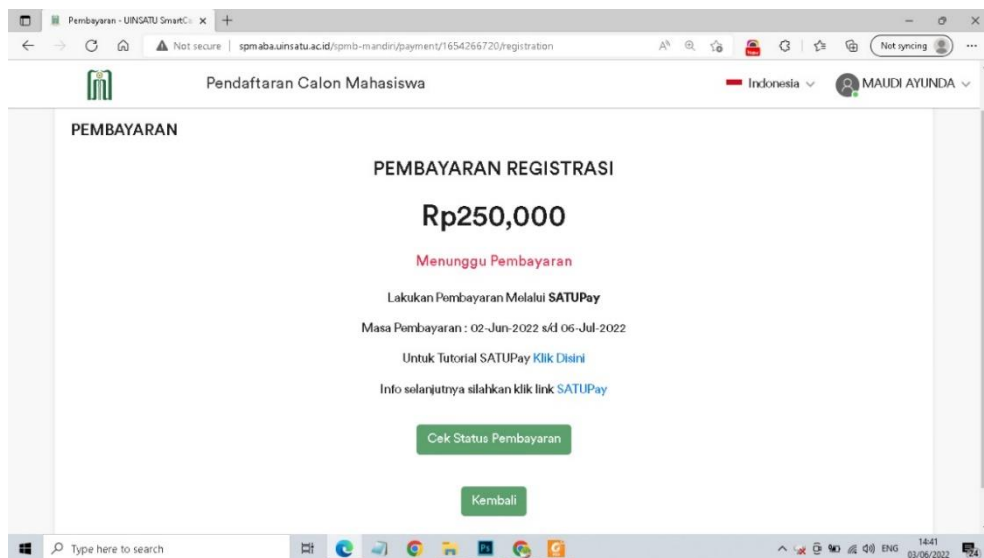 Pembayaran - UINSATU SmartC
Not secure | spmaba.uinsatu.ac.id/spmb-mandiri/payment/1654266720/registration
Not syncing
Pendaftaran Calon Mahasiswa
Indonesia
MAUDI AYUNDA
PEMBAYARAN
PEMBAYARAN REGISTRASI
Rp250,000
Menunggu Pembayaran
Lakukan Pembayaran Melalui SATUPay
Masa Pembayaran : 02-Jun-2022 s/d 06-Jul-2022
Untuk Tutorial SATUPay Klik Disini
Info selanjutnya silahkan klik link SATUPay
Cek Status Pembayaran
Kembali
Type here to search
ENG
14:41
03/06/2022
24